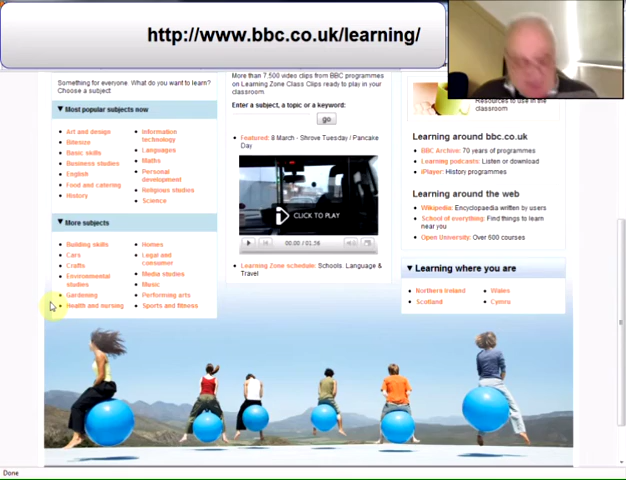 http://www.bbc.co.uk/learning/
Something for everyone. What do you want to learn?
Choose a subject
Most popular subjects now
Art and design
Bitesize
Basic skills
Business studies
English
Food and catering
History
Information
technology
Languages
Maths
Personal
development
Religious studies
Science
More subjects
Building skills
Cars
Crafts
Environmental
studies
Gardening
Health and nursing
Homes
Legal and
consumer
Media studies
Music
Performing arts
Sports and fitness
More than 7,500 video clips from BBC programmes
on Learning Zone Class Clips ready to play in your
classroom
Enter a subject, a topic or a keyword:
go
Featured: 8 March - Shrove Tuesday / Pancake
Day
CLICK TO PLAY
00:00 / 01:36
Learning Zone schedule: Schools, Language &
Travel
Resources to use in the
classroom
Learning around bbc.co.uk
BBC Archive: 70 years of programmes
Learning podcasts: Listen or download
iPlayer: History programmes
Learning around the web
Wikipedia: Encyclopaedia written by users
School of everything: Find things to learn
near you
Open University: Over 600 courses
Learning where you are
Northern Ireland
Scotland
Wales
Cymru
Done